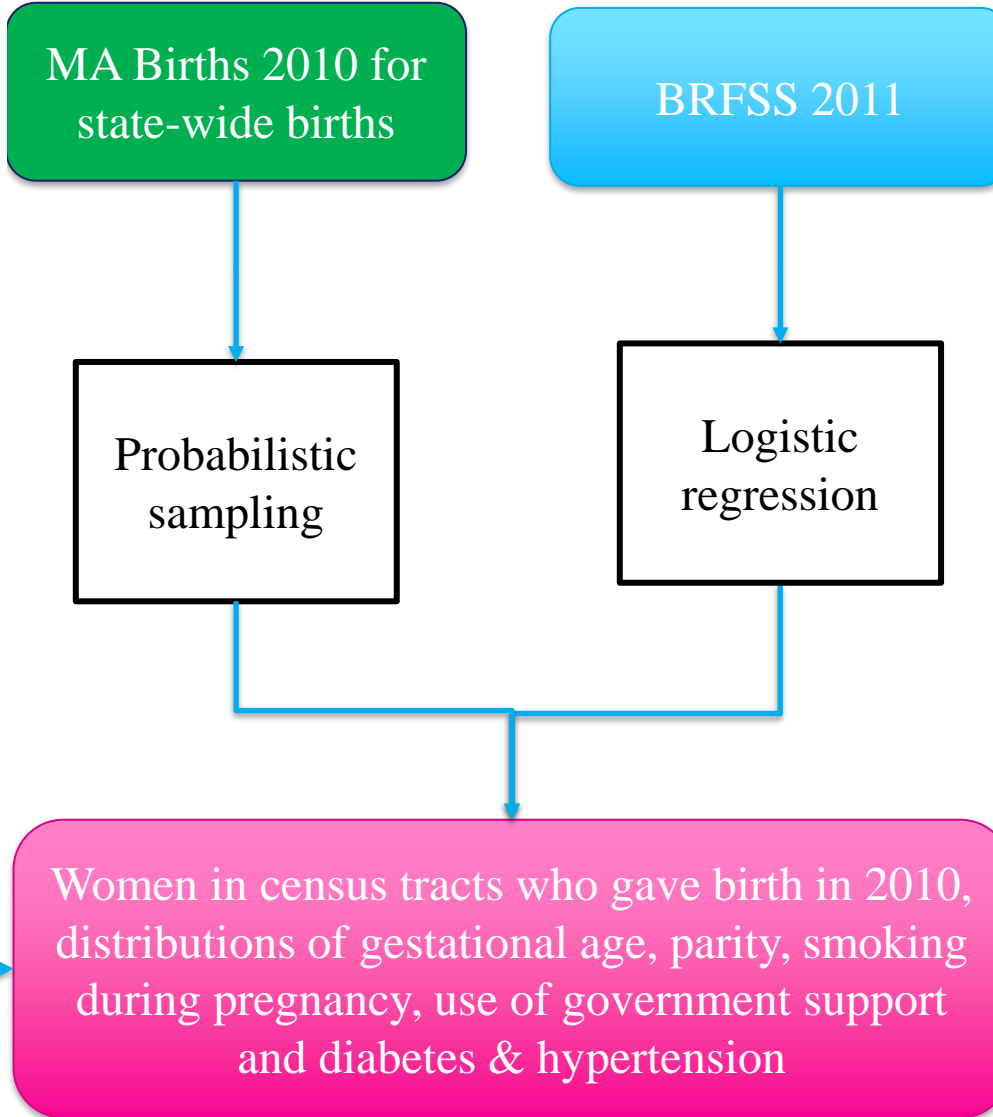 MA Births 2010 for
state-wide births
BRFSS 2011
Probabilistic
sampling
Logistic
regression
Women in census tracts who gave birth in 2010,
distributions of gestational age, parity, smoking
during pregnancy, use of government support
and diabetes & hypertension